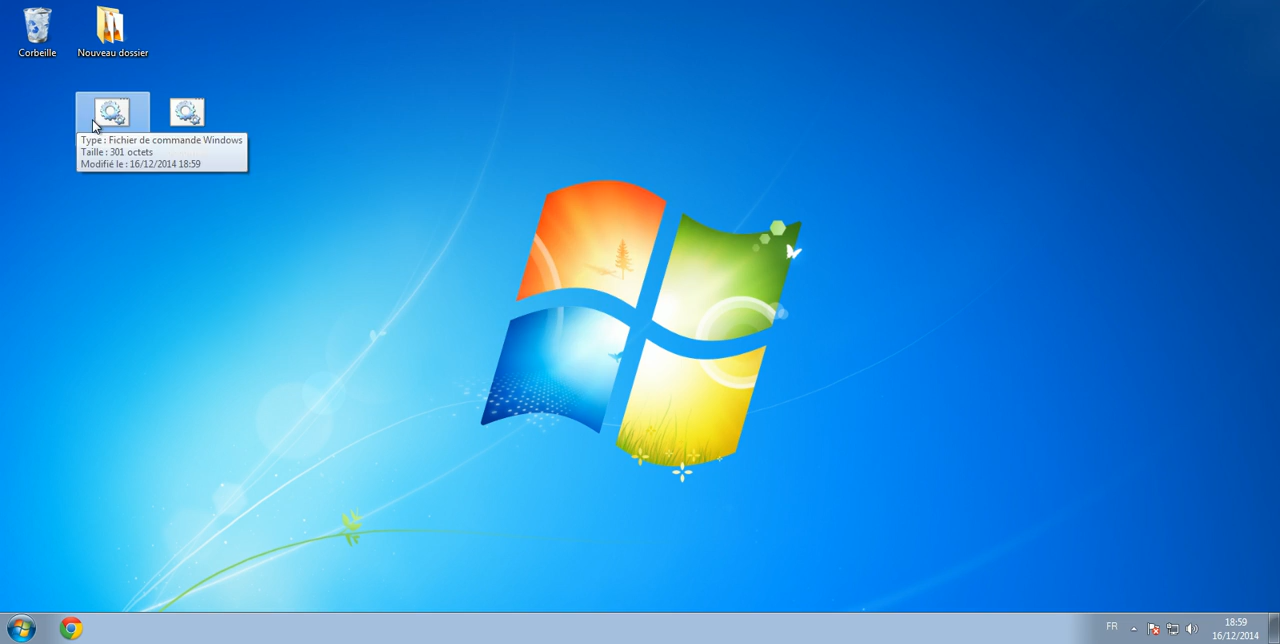 Corbeille
Nouveau dossier
Type : Fichier de commande Windows
Taille : 301 octets
Modifié le : 16/12/2014 18:59
FR
18:59
16/12/2014